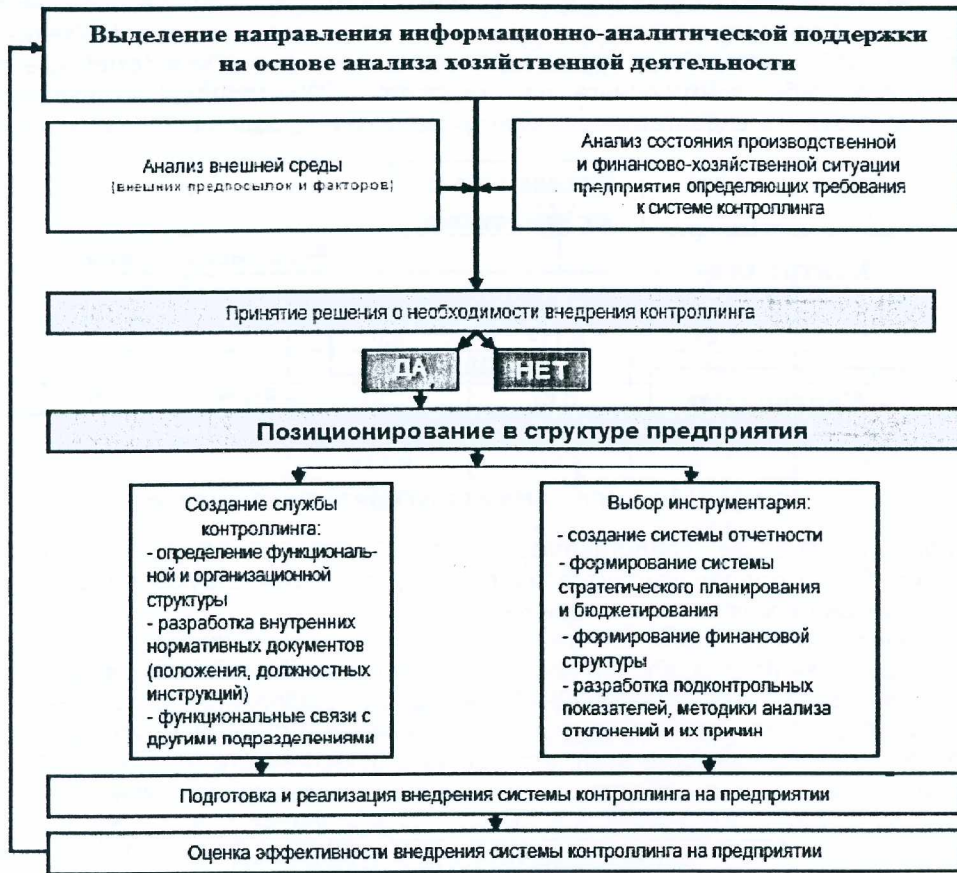 Выделение направления информационно-аналитической поддержки
на основе анализа хозяйственной деятельности
Анализ внешней среды
(внешних предпосылок и факторов)
Анализ состояния производственной
и финансово-хозяйственной ситуации
предприятия определяющих требования
к системе контроллинга
Принятие решения о необходимости внедрения контроллинга
ДА
НЕТ
Позиционирование в структуре предприятия
Создание службы
контроллинга:
- определение функциональ-
ной и организационной
структуры
- разработка внутренних
нормативных документов
(положения, должностных
инструкций)
- функциональные связи с
другими подразделениями
Выбор инструментария:
- создание системы отчетности
- формирование системы
стратегического планирования
и бюджетирования
- формирование финансовой
структуры
- разработка подконтрольных
показателей, методики анализа
отклонений и их причин
Подготовка и реализация внедрения системы контроллинга на предприятии
Оценка эффективности внедрения системы контроллинга на предприятии